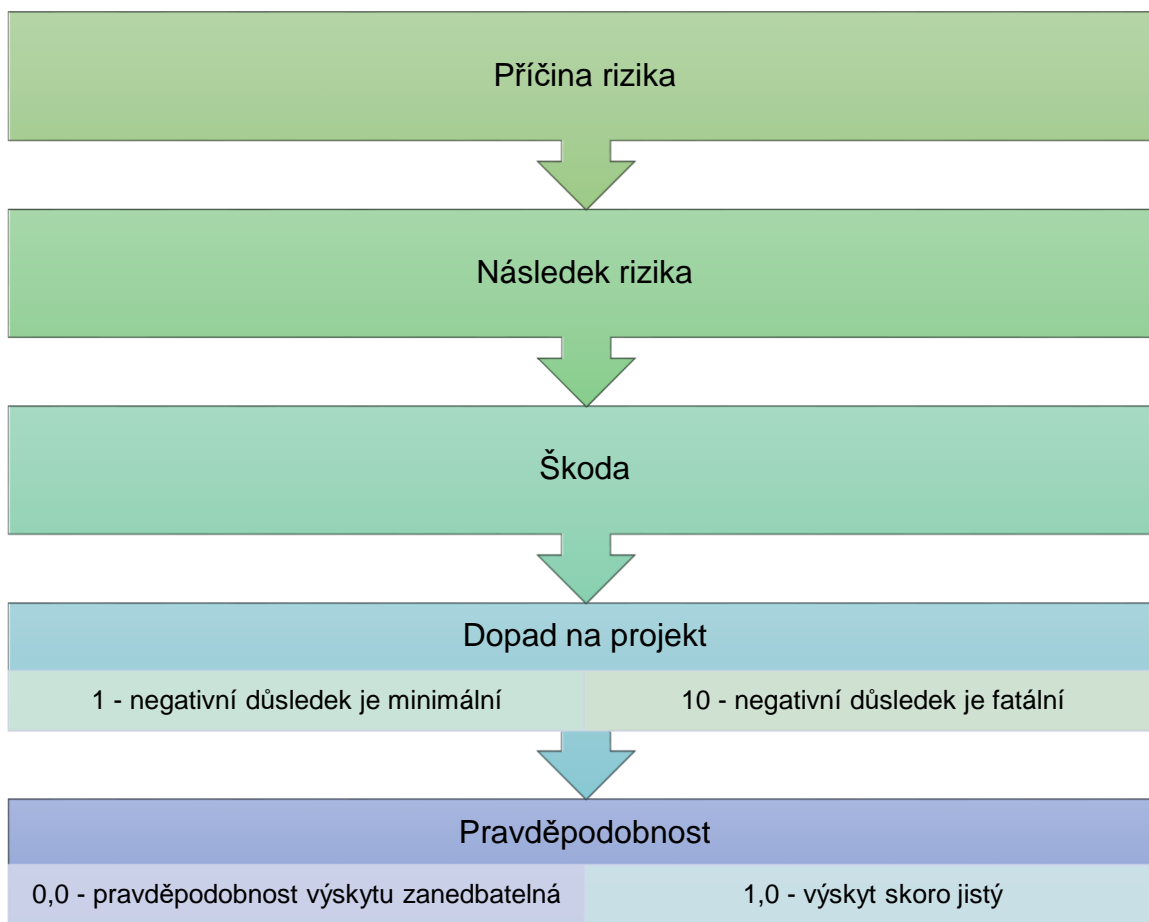 Příčina rizika
Následek rizika
Škoda
Dopad na projekt
1 - negativní důsledek je minimální
10 - negativní důsledek je fatální
Pravděpodobnost
0,0 - pravděpodobnost výskytu zanedbatelná
1,0 - výskyt skoro jistý